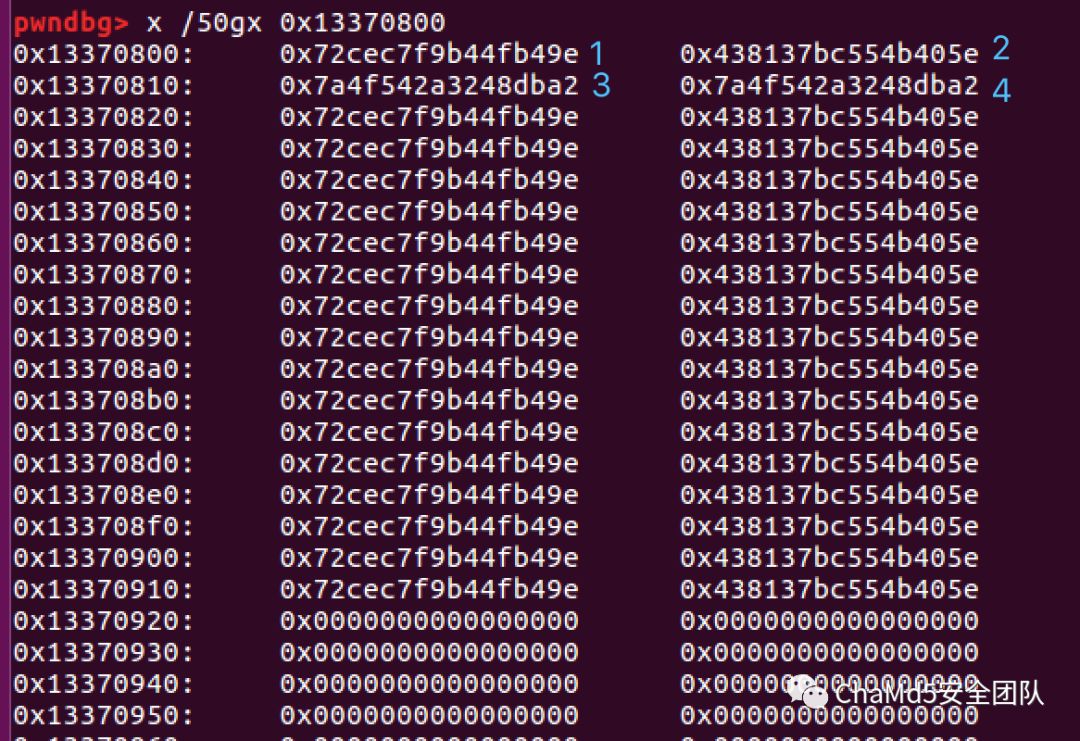 pwndbg> x /50gx 0x13370800
0x13370800: 0x72cec7f9b44fb49e 1 0x438137bc554b405e 2
0x13370810: 0x7a4f542a3248dba2 3 0x7a4f542a3248dba2 4
0x13370820: 0x72cec7f9b44fb49e 0x438137bc554b405e
0x13370830: 0x72cec7f9b44fb49e 0x438137bc554b405e
0x13370840: 0x72cec7f9b44fb49e 0x438137bc554b405e
0x13370850: 0x72cec7f9b44fb49e 0x438137bc554b405e
0x13370860: 0x72cec7f9b44fb49e 0x438137bc554b405e
0x13370870: 0x72cec7f9b44fb49e 0x438137bc554b405e
0x13370880: 0x72cec7f9b44fb49e 0x438137bc554b405e
0x13370890: 0x72cec7f9b44fb49e 0x438137bc554b405e
0x133708a0: 0x72cec7f9b44fb49e 0x438137bc554b405e
0x133708b0: 0x72cec7f9b44fb49e 0x438137bc554b405e
0x133708c0: 0x72cec7f9b44fb49e 0x438137bc554b405e
0x133708d0: 0x72cec7f9b44fb49e 0x438137bc554b405e
0x133708e0: 0x72cec7f9b44fb49e 0x438137bc554b405e
0x133708f0: 0x72cec7f9b44fb49e 0x438137bc554b405e
0x13370900: 0x72cec7f9b44fb49e 0x438137bc554b405e
0x13370910: 0x72cec7f9b44fb49e 0x438137bc554b405e
0x13370920: 0x0000000000000000 0x0000000000000000
0x13370930: 0x0000000000000000 0x0000000000000000
0x13370940: 0x0000000000000000 0x0000000000000000
ChaMd5安全团队
0x13370950: 0x0000000000000000 0x0000000000000000